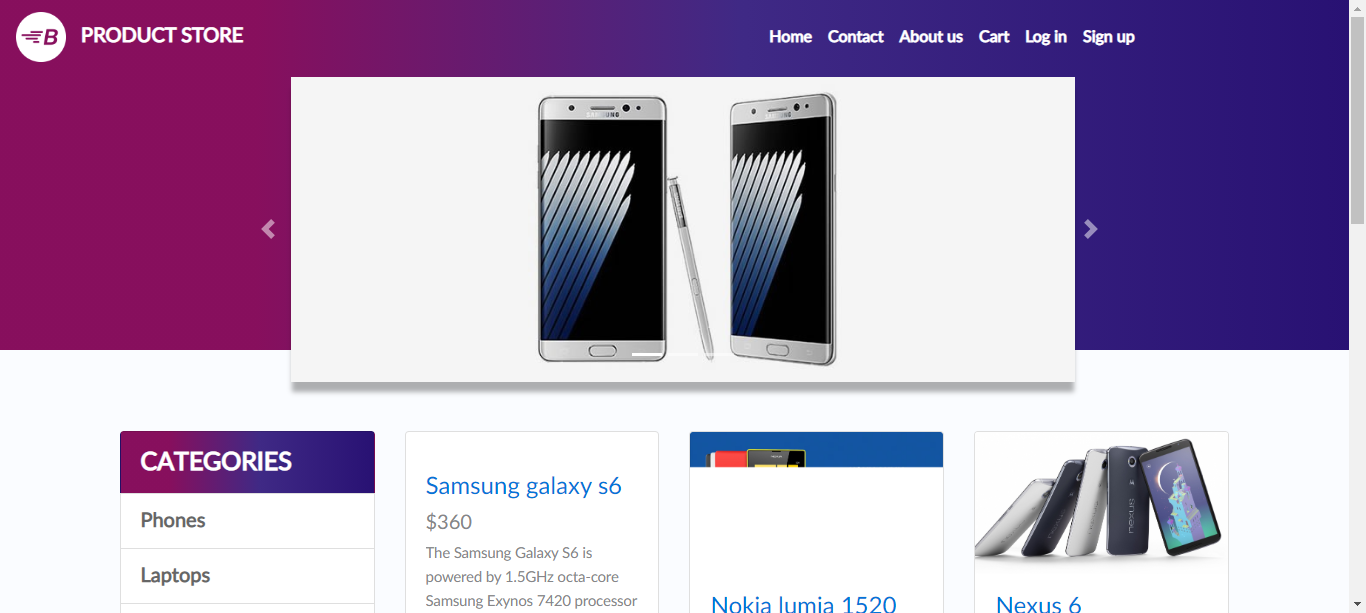 B PRODUCT STORE
Home Contact About us Cart Log in Sign up
SAMSUNG
SAMSUNG
CATEGORIES
Phones
Laptops
Samsung galaxy s6
$360
The Samsung Galaxy S6 is
powered by 1.5GHz octa-core
Samsung Exynos 7420 processor
Nokia lumia 1520
nexus
Nexus 6